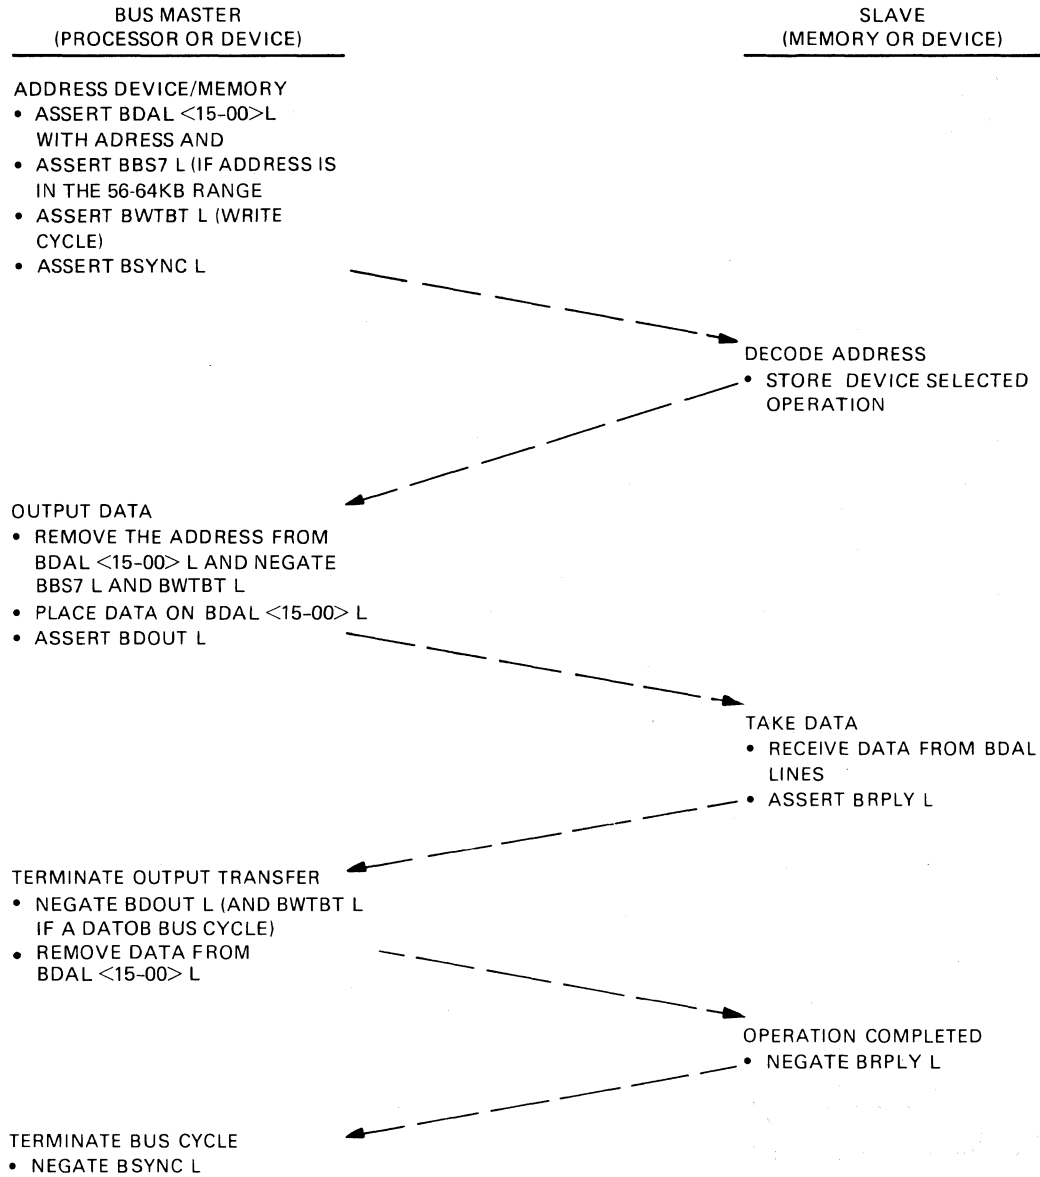 BUS MASTER
(PROCESSOR OR DEVICE)
SLAVE
(MEMORY OR DEVICE)
ADDRESS DEVICE/MEMORY
• ASSERT BDAL <15-00>L
WITH ADRESS AND
• ASSERT BBS7 L (IF ADDRESS IS
IN THE 56-64KB RANGE
• ASSERT BWTBT L (WRITE
CYCLE)
• ASSERT BSYNC L
DECODE ADDRESS
• STORE DEVICE SELECTED
OPERATION
OUTPUT DATA
• REMOVE THE ADDRESS FROM
BDAL <15-00> L AND NEGATE
BBS7 L AND BWTBT L
• PLACE DATA ON BDAL <15-00> L
• ASSERT BDOUT L
TAKE DATA
• RECEIVE DATA FROM BDAL
LINES
• ASSERT BRPLY L
TERMINATE OUTPUT TRANSFER
• NEGATE BDOUT L (AND BWTBT L
IF A DATOB BUS CYCLE)
• REMOVE DATA FROM
BDAL <15-00> L
OPERATION COMPLETED
• NEGATE BRPLY L
TERMINATE BUS CYCLE
• NEGATE BSYNC L